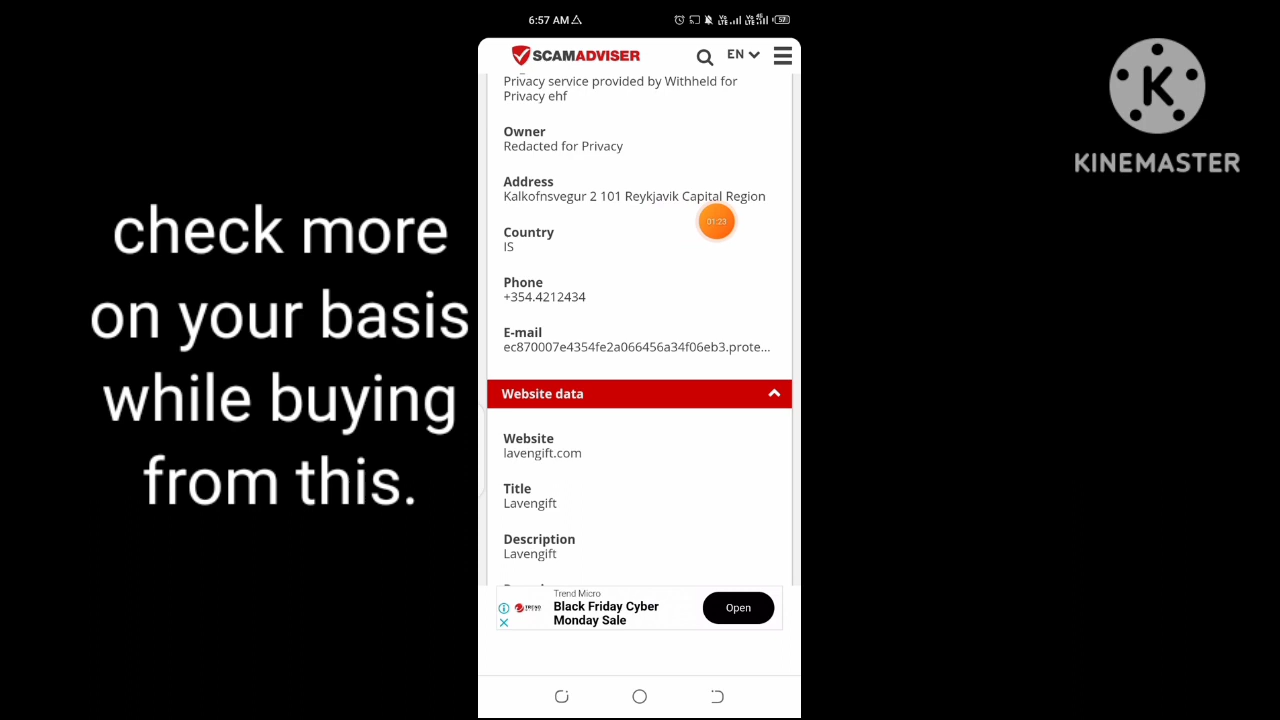 6:57 AM
SCAMADVISER
EN
Privacy service provided by Withheld for
Privacy ehf
Owner
Redacted for Privacy
Address
Kalkofnsvegur 2 101 Reykjavik Capital Region
01:23
Country
IS
Phone
+354.4212434
E-mail
ec870007e4354fe2a066456a34f06eb3.prote...
Website data
Website
lavengift.com
Title
Lavengift
Description
Lavengift
Trend Micro
Black Friday Cyber
Monday Sale
Open
check more
on your basis
while buying
from this.
K
KINEMASTER